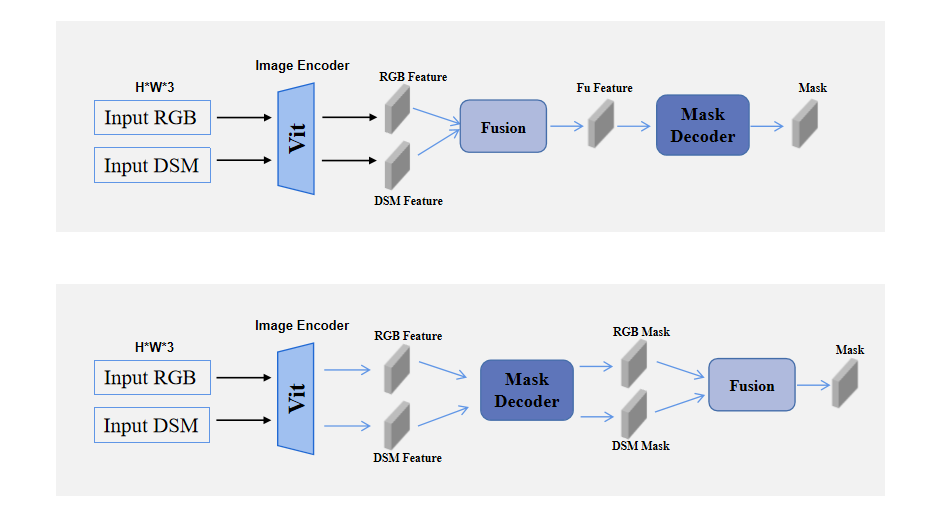 Image Encoder
H*W*3
RGB Feature
Fu Feature
Mask
Input RGB
Vit
Fusion
Mask
Decoder
Input DSM
DSM Feature
Image Encoder
H*W*3
RGB Feature
RGB Mask
Mask
Input RGB
Vit
Mask
Decoder
Fusion
Input DSM
DSM Feature
DSM Mask